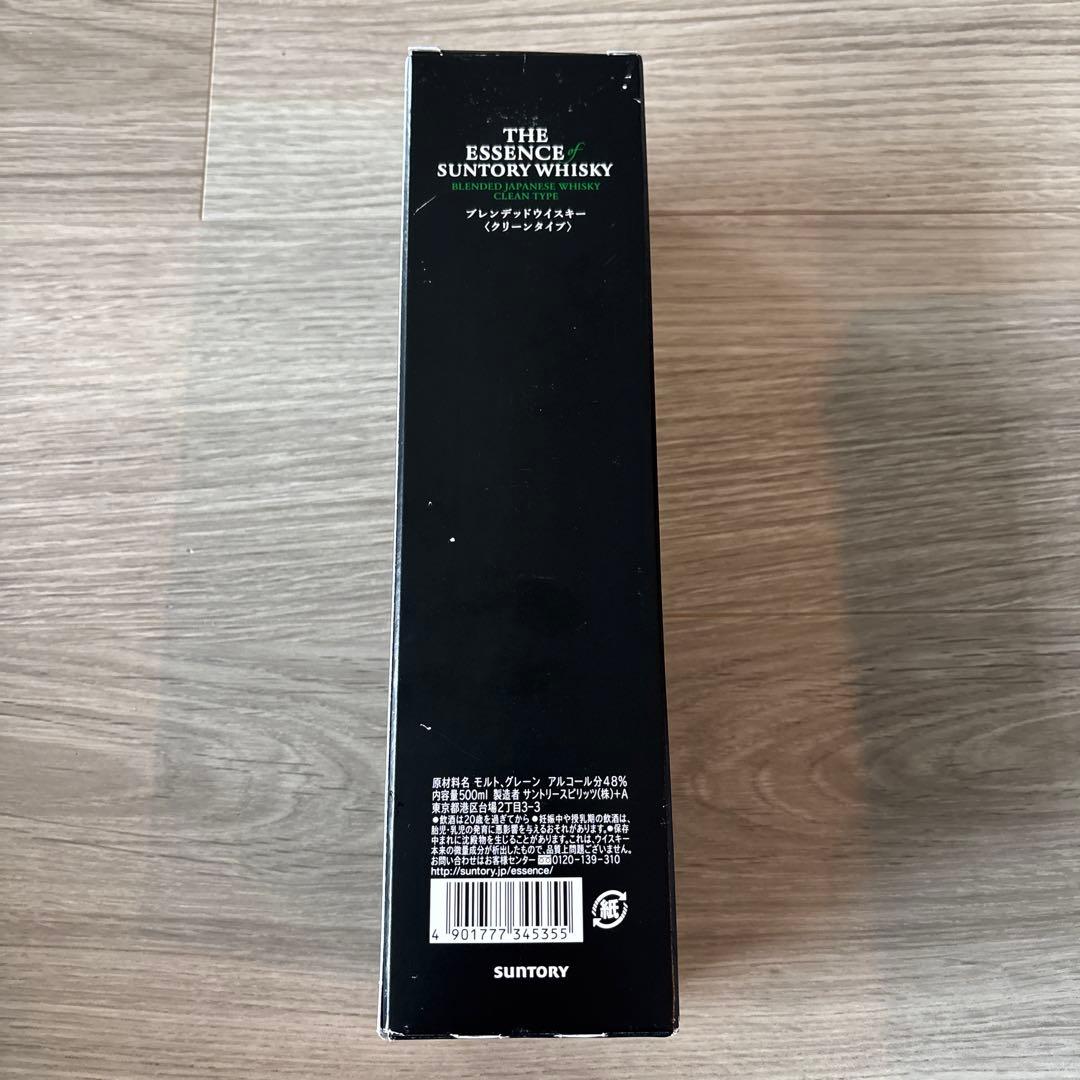 THE
ESSENCE of
SUNTORY WHISKY
BLENDED JAPANESE WHISKY
CLEAN TYPE
ブレンデッドウイスキー
〈クリーンタイプ〉
原材料名 モルト、グレーン アルコール分48%
内容量500ml 製造者 サントリースピリッツ(株)+A
東京都港区台場2丁目3-3
●飲酒は20歳を過ぎてから ●妊娠中や授乳期の飲酒は、
胎児・乳児の発育に悪影響を与えるおそれがあります。●保存
中まれに沈殿物を生じることがあります。これは、ウイスキー
本来の微量成分が析出したもので、品質上問題ございません。
お問い合わせはお客様センター 0120-139-310
http://suntory.jp/essence/
紙
4 901777 345355
SUNTORY